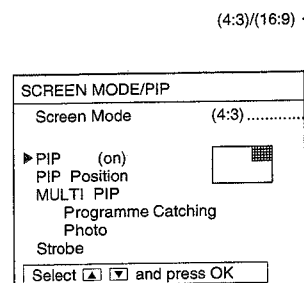 (4:3)/(16:9)
SCREEN MODE/PIP
Screen Mode (4:3)..............
▶PIP (on)
PIP Position
MULTI PIP
Programme Catching
Photo
Strobe
Select ▲ ▼ and press OK